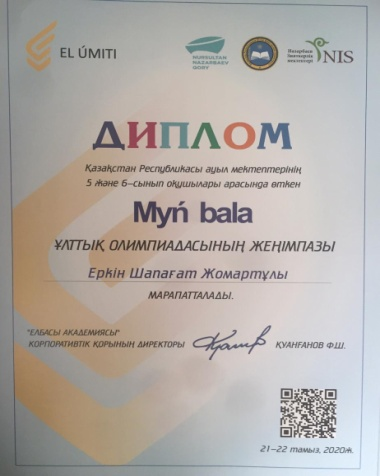 EL ÚMITI
NURSULTAN
NAZARBAYEV
QORY
Назарбаев
Зияткерлік
мектептері
NIS
ДИПЛОМ
Қазақстан Республикасы ауыл мектептерінің
5 және 6-сынып оқушылары арасында өткен
Myń bala
ҰЛТТЫҚ ОЛИМПИАДАСЫНЫҢ ЖЕҢІМПАЗЫ
Еркін Шапағат Жомартұлы
МАРАПАТТАЛАДЫ.
"ЕЛБАСЫ АКАДЕМИЯСЫ"
КОРПОРАТИВТІК ҚОРЫНЫҢ ДИРЕКТОРЫ
ҚУАНҒАНОВ Ф.Ш.
21-22 тамыз, 2020ж.